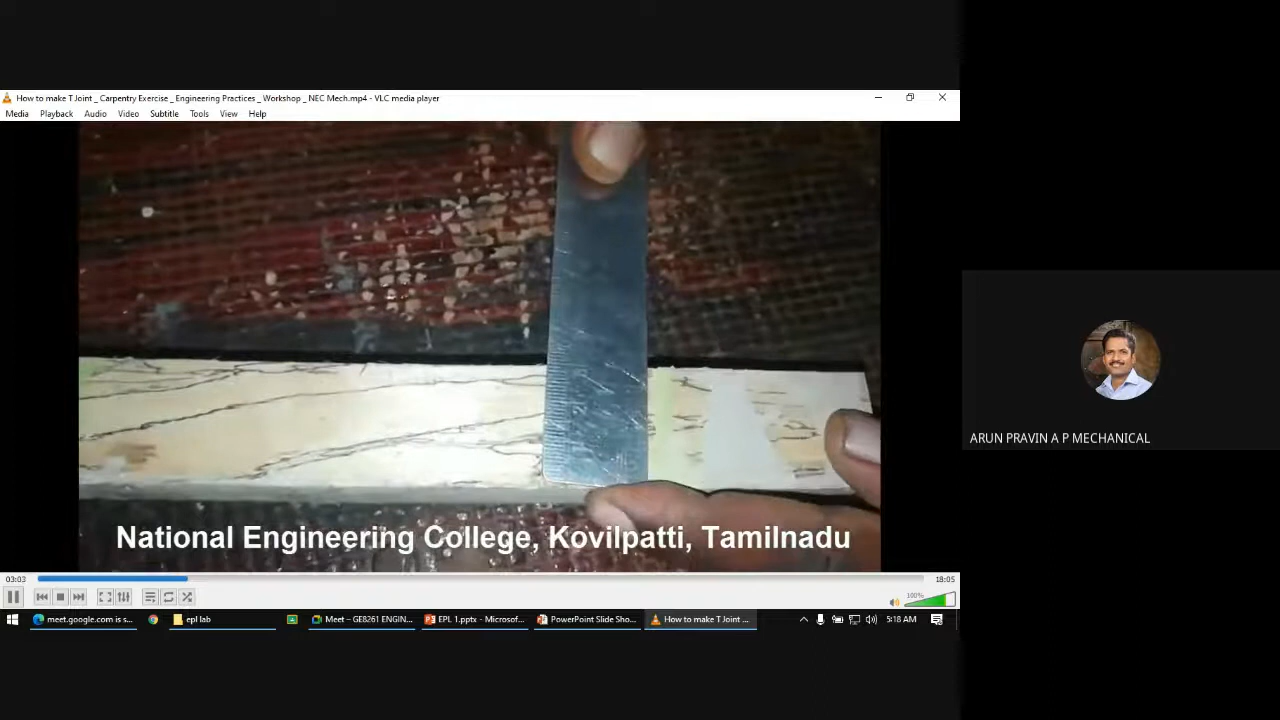 How to make T Joint _ Carpentry Exercise _ Engineering Practices _ Workshop _ NEC Mech.mp4 - VLC media player
Media Playback Audio Video Subtitle Tools View Help
National Engineering College, Kovilpatti, Tamilnadu
ARUN PRAVIN A P MECHANICAL
03:03
18:05
100%
meet.google.com is s... epl lab Meet – GE8261 ENGIN... EPL 1.pptx - Microsof... PowerPoint Slide Sho... How to make T Joint ... 5:18 AM